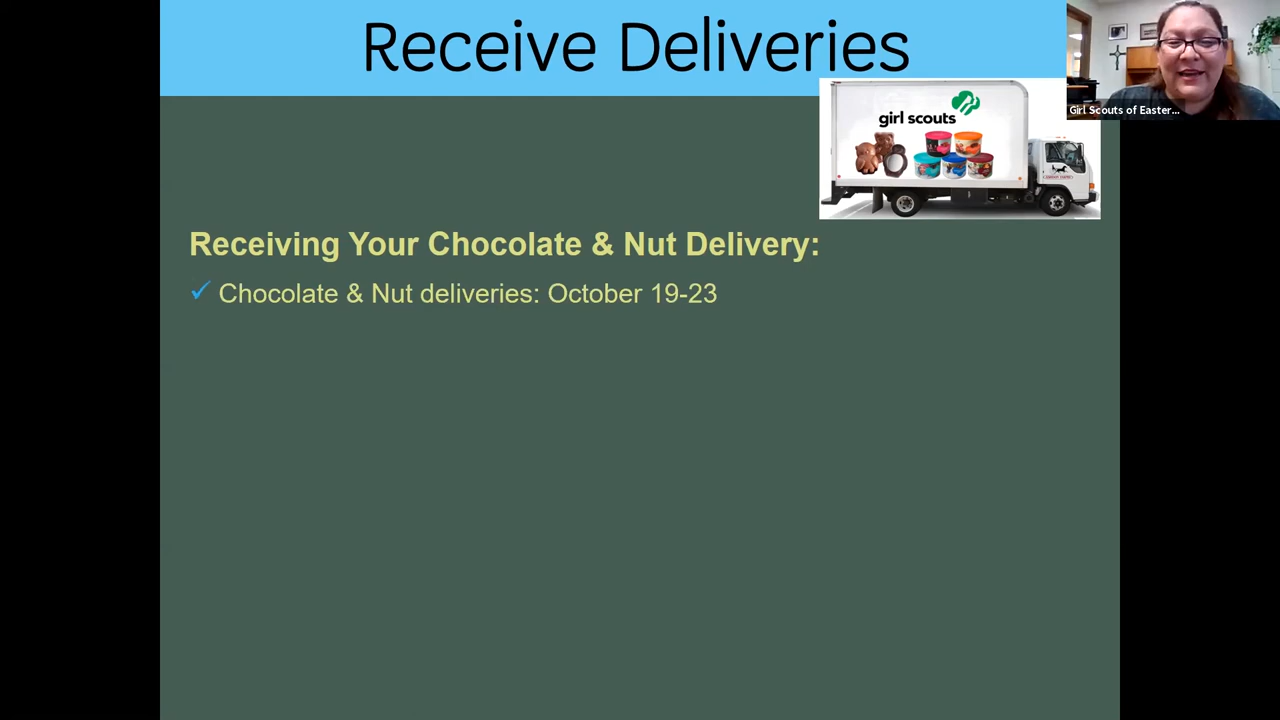 Receive Deliveries
Girl Scouts of Easter...
girl scouts
Receiving Your Chocolate & Nut Delivery:
✓ Chocolate & Nut deliveries: October 19-23